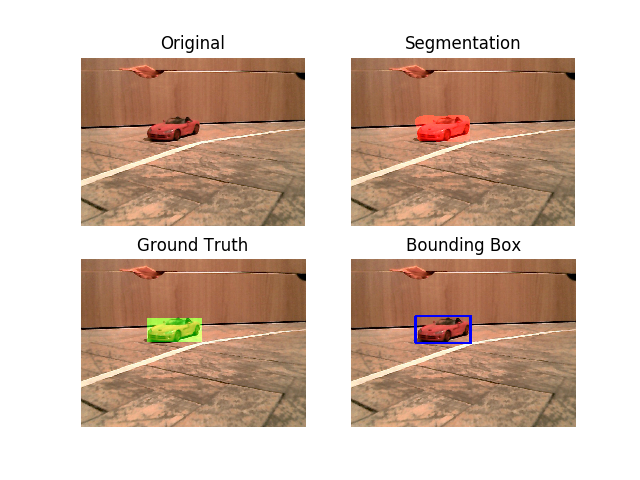 Original
Segmentation
Ground Truth
Bounding Box